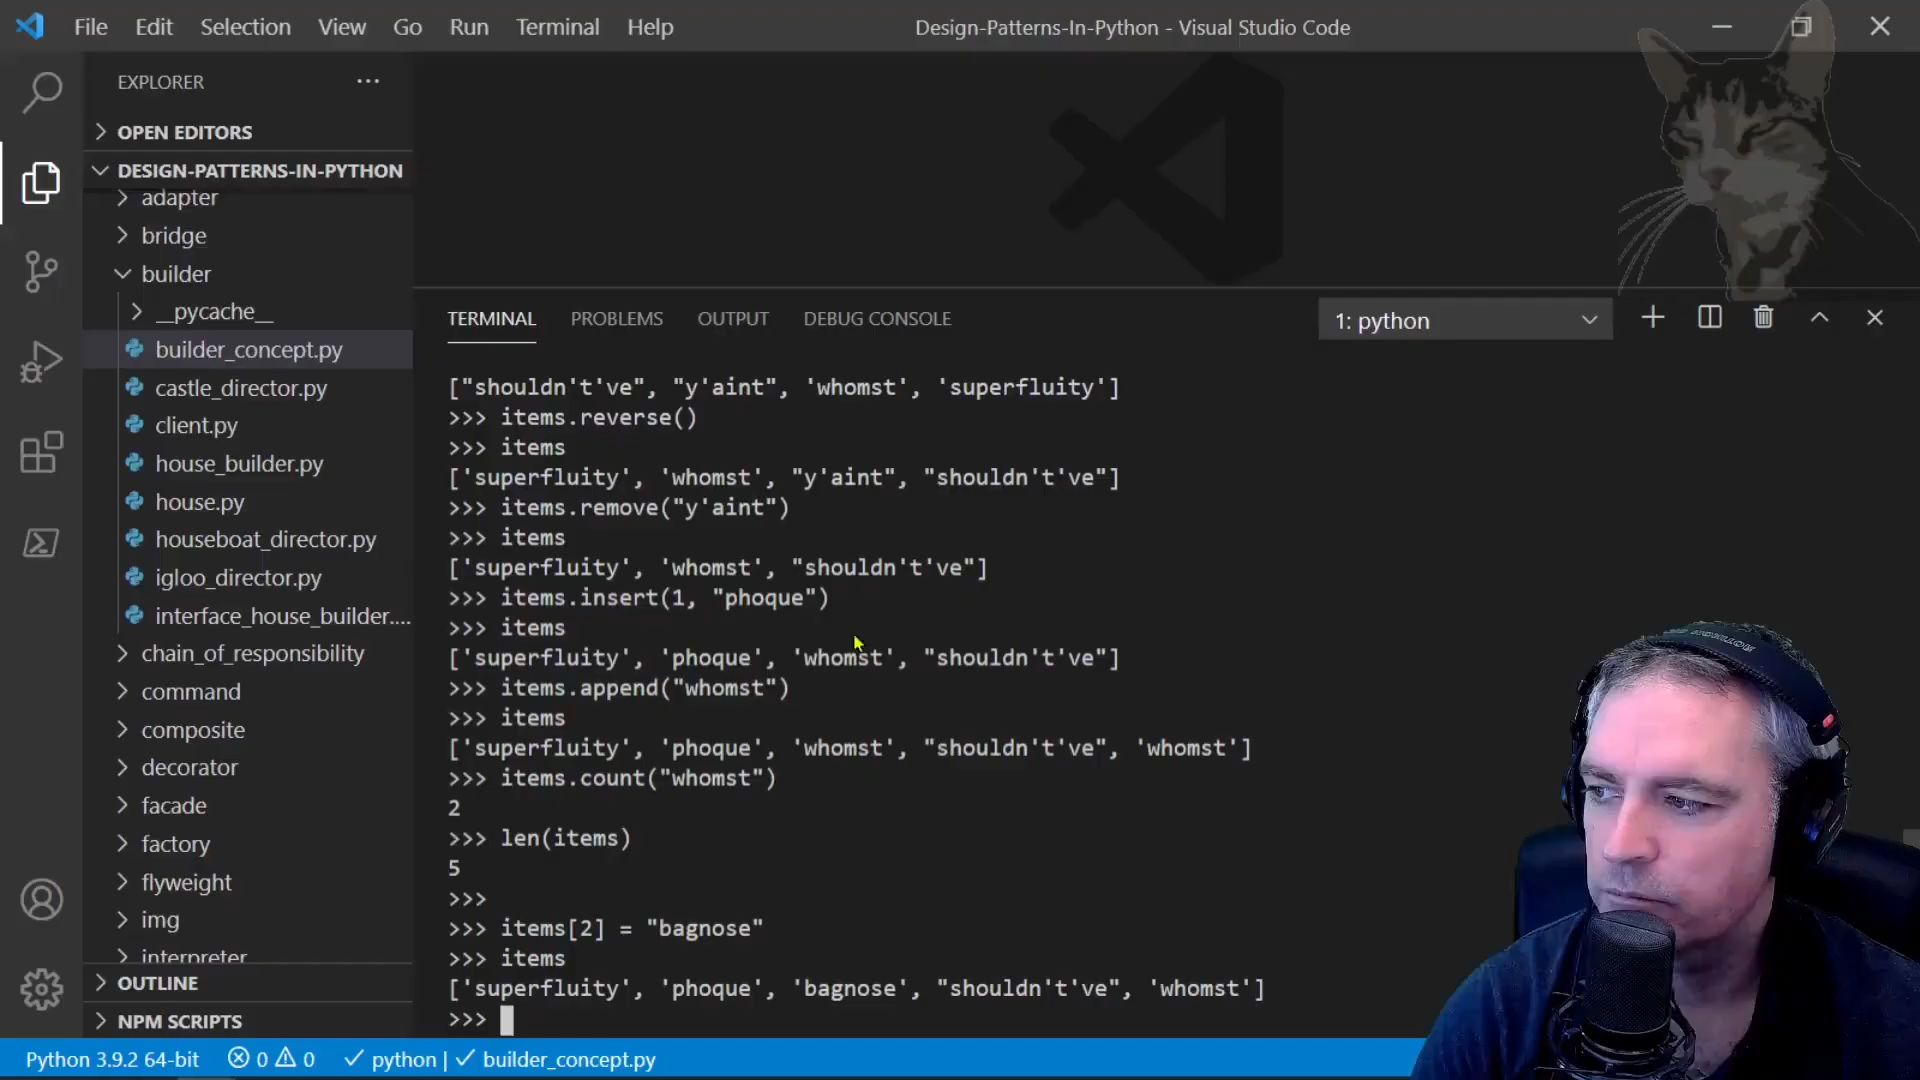 File Edit Selection View Go Run Terminal Help
Design-Patterns-In-Python - Visual Studio Code
EXPLORER
OPEN EDITORS
DESIGN-PATTERNS-IN-PYTHON
adapter
bridge
builder
__pycache__
builder_concept.py
castle_director.py
client.py
house_builder.py
house.py
houseboat_director.py
igloo_director.py
interface_house_builder....
chain_of_responsibility
command
composite
decorator
facade
factory
flyweight
img
interpreter
OUTLINE
NPM SCRIPTS
TERMINAL PROBLEMS OUTPUT DEBUG CONSOLE
1: python
["shouldn't've", "y'aint", 'whomst', 'superfluity']
>>> items.reverse()
>>> items
['superfluity', 'whomst', "y'aint", "shouldn't've"]
>>> items.remove("y'aint")
>>> items
['superfluity', 'whomst', "shouldn't've"]
>>> items.insert(1, "phoque")
>>> items
['superfluity', 'phoque', 'whomst', "shouldn't've"]
>>> items.append("whomst")
>>> items
['superfluity', 'phoque', 'whomst', "shouldn't've", 'whomst']
>>> items.count("whomst")
2
>>> len(items)
5
>>>
>>> items[2] = "bagnose"
>>> items
['superfluity', 'phoque', 'bagnose', "shouldn't've", 'whomst']
>>>
Python 3.9.2 64-bit 0 0 python | builder_concept.py